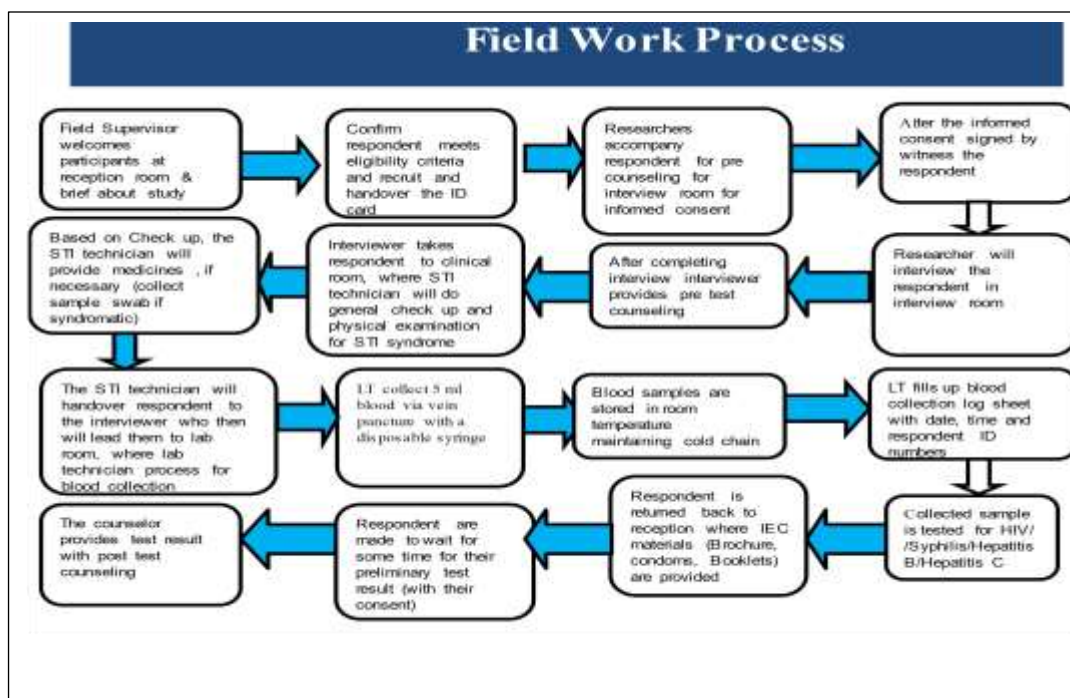 Field Work Process
Field Supervisor
welcomes
participants at
reception room &
brief about study
Confirm
respondent meets
eligibility criteria
and recruit and
handover the ID
card
Researchers
accompany
respondent for pre
counseling for
interview room for
informed consent
After the informed
consent signed by
witness the
respondent
Researcher will
interview the
respondent in
interview room
After completing
interview interviewer
provides pre test
counseling
Interviewer takes
respondent to clinical
room, where STI
technician will do
general check up and
physical examination
for STI syndrome
Based on Check up, the
STI technician will
provide medicines , if
necessary (collect
sample swab if
syndromatic)
The STI technician will
handover respondent to
the interviewer who then
will lead them to lab
room, where lab
technician process for
blood collection
LT collect 5 ml
blood via vein
puncture with a
disposable syringe
Blood samples are
stored in room
temperature
maintaining cold chain
LT fills up blood
collection log sheet
with date, time and
respondent ID
numbers
Collected sample
is tested for HIV/
/Syphilis/Hepatitis
B/Hepatitis C
Respondent is
returned back to
reception where IEC
materials (Brochure,
condoms, Booklets)
are provided
Respondent are
made to wait for
some time for their
preliminary test
result (with their
consent)
The counselor
provides test result
with post test
counseling